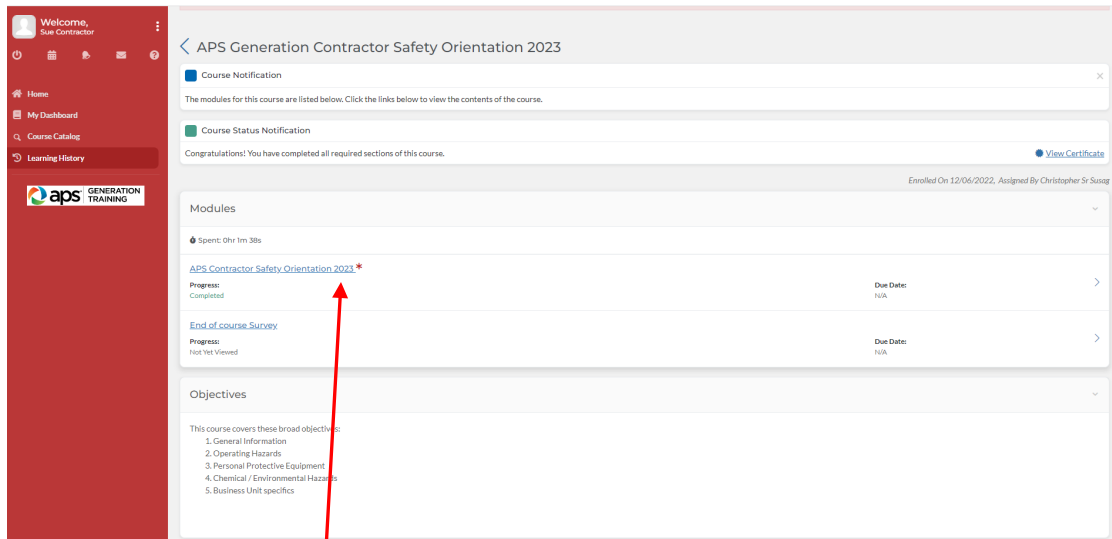 Welcome,
Sue Contractor
Home
My Dashboard
Course Catalog
Learning History
aps GENERATION TRAINING
APS Generation Contractor Safety Orientation 2023
Course Notification
The modules for this course are listed below. Click the links below to view the contents of the course.
Course Status Notification
Congratulations! You have completed all required sections of this course.
View Certificate
Enrolled On 12/06/2022, Assigned By Christopher Sr Susag
Modules
Spent: 0hr 1m 38s
APS Contractor Safety Orientation 2023 *
Progress:
Completed
Due Date:
N/A
End of course Survey
Progress:
Not Yet Viewed
Due Date:
N/A
Objectives
This course covers these broad objectives:
1. General Information
2. Operating Hazards
3. Personal Protective Equipment
4. Chemical / Environmental Hazards
5. Business Unit specifics